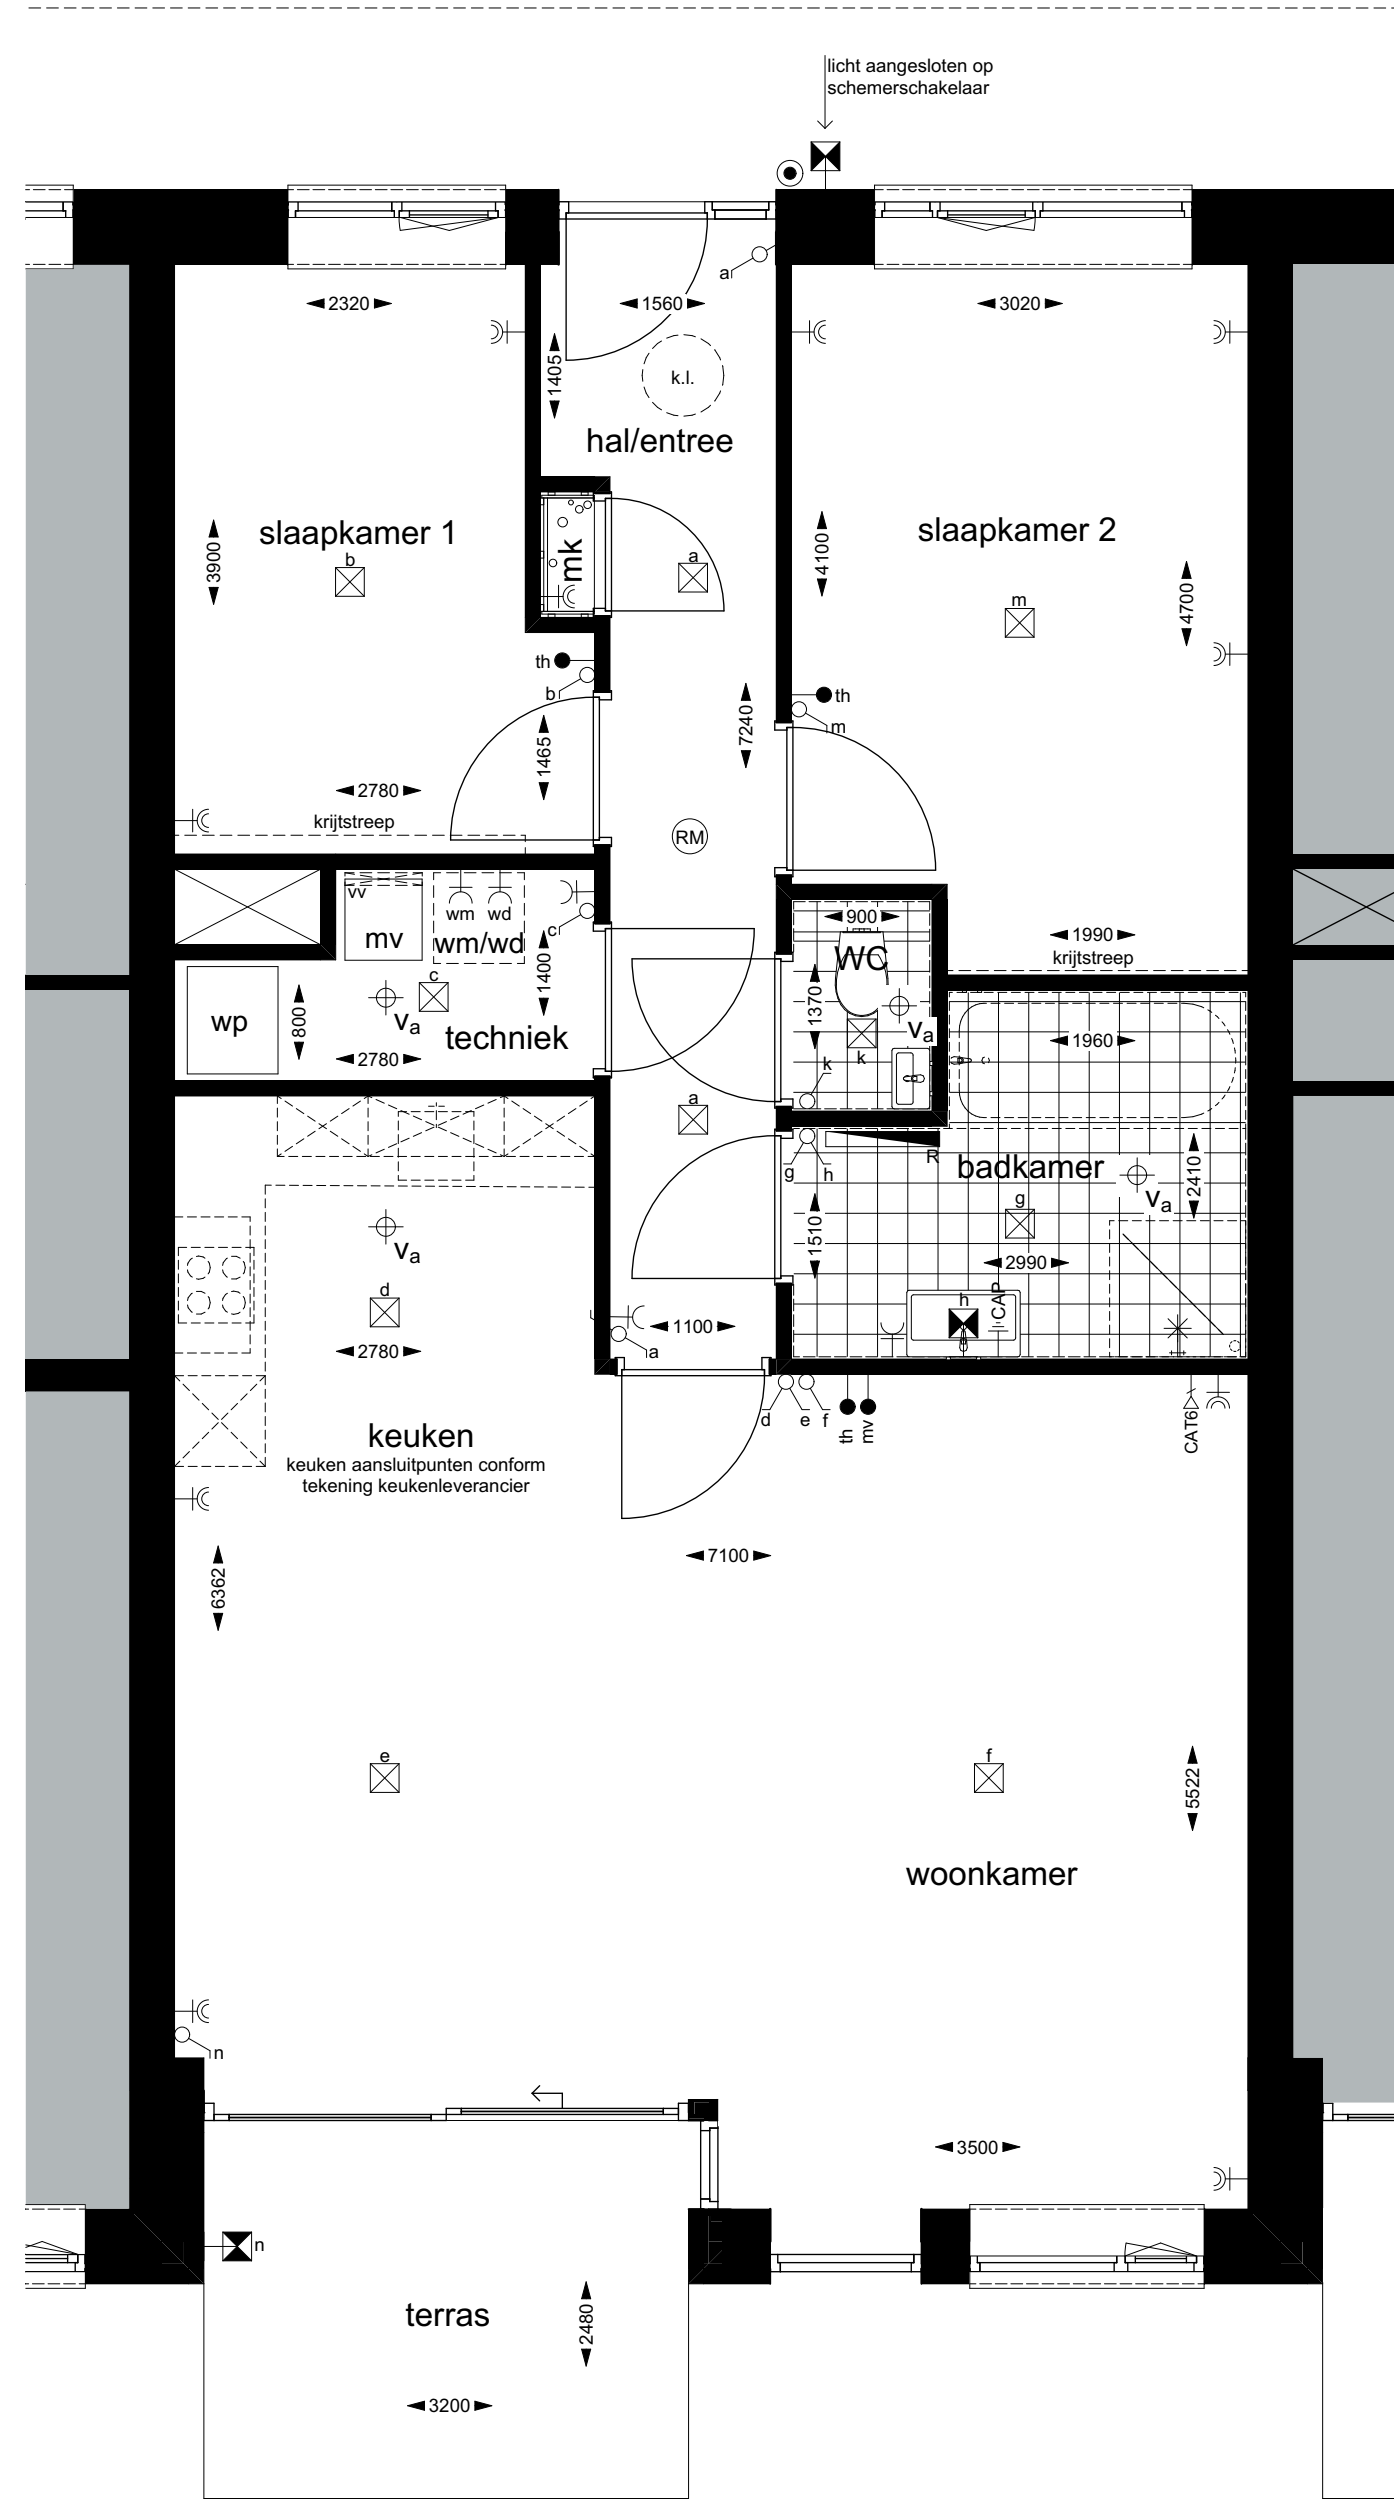 licht aangesloten op
schemerschakelaar
a
2320
1560
3020
1405
k.l.
hal/entree
slaapkamer 1
b
3900
mk
a
slaapkamer 2
4100
m
4700
th
b
th
m
7240
1465
2780
krijtstreep
RM
vv
mv
wm
wd
wm/wd
c
c
1400
wp
800
Va
techniek
2780
900
WC
1370
Va
k
k
1990
krijtstreep
1960
a
g
h
R
badkamer
2410
Va
g
1510
2990
h
CAP
Va
d
2780
1100
a
keuken
keuken aansluitpunten conform
tekening keukenleverancier
d
e
f
th
mv
CAT6
7100
6362
e
f
5522
woonkamer
n
3500
n
terras
2480
3200